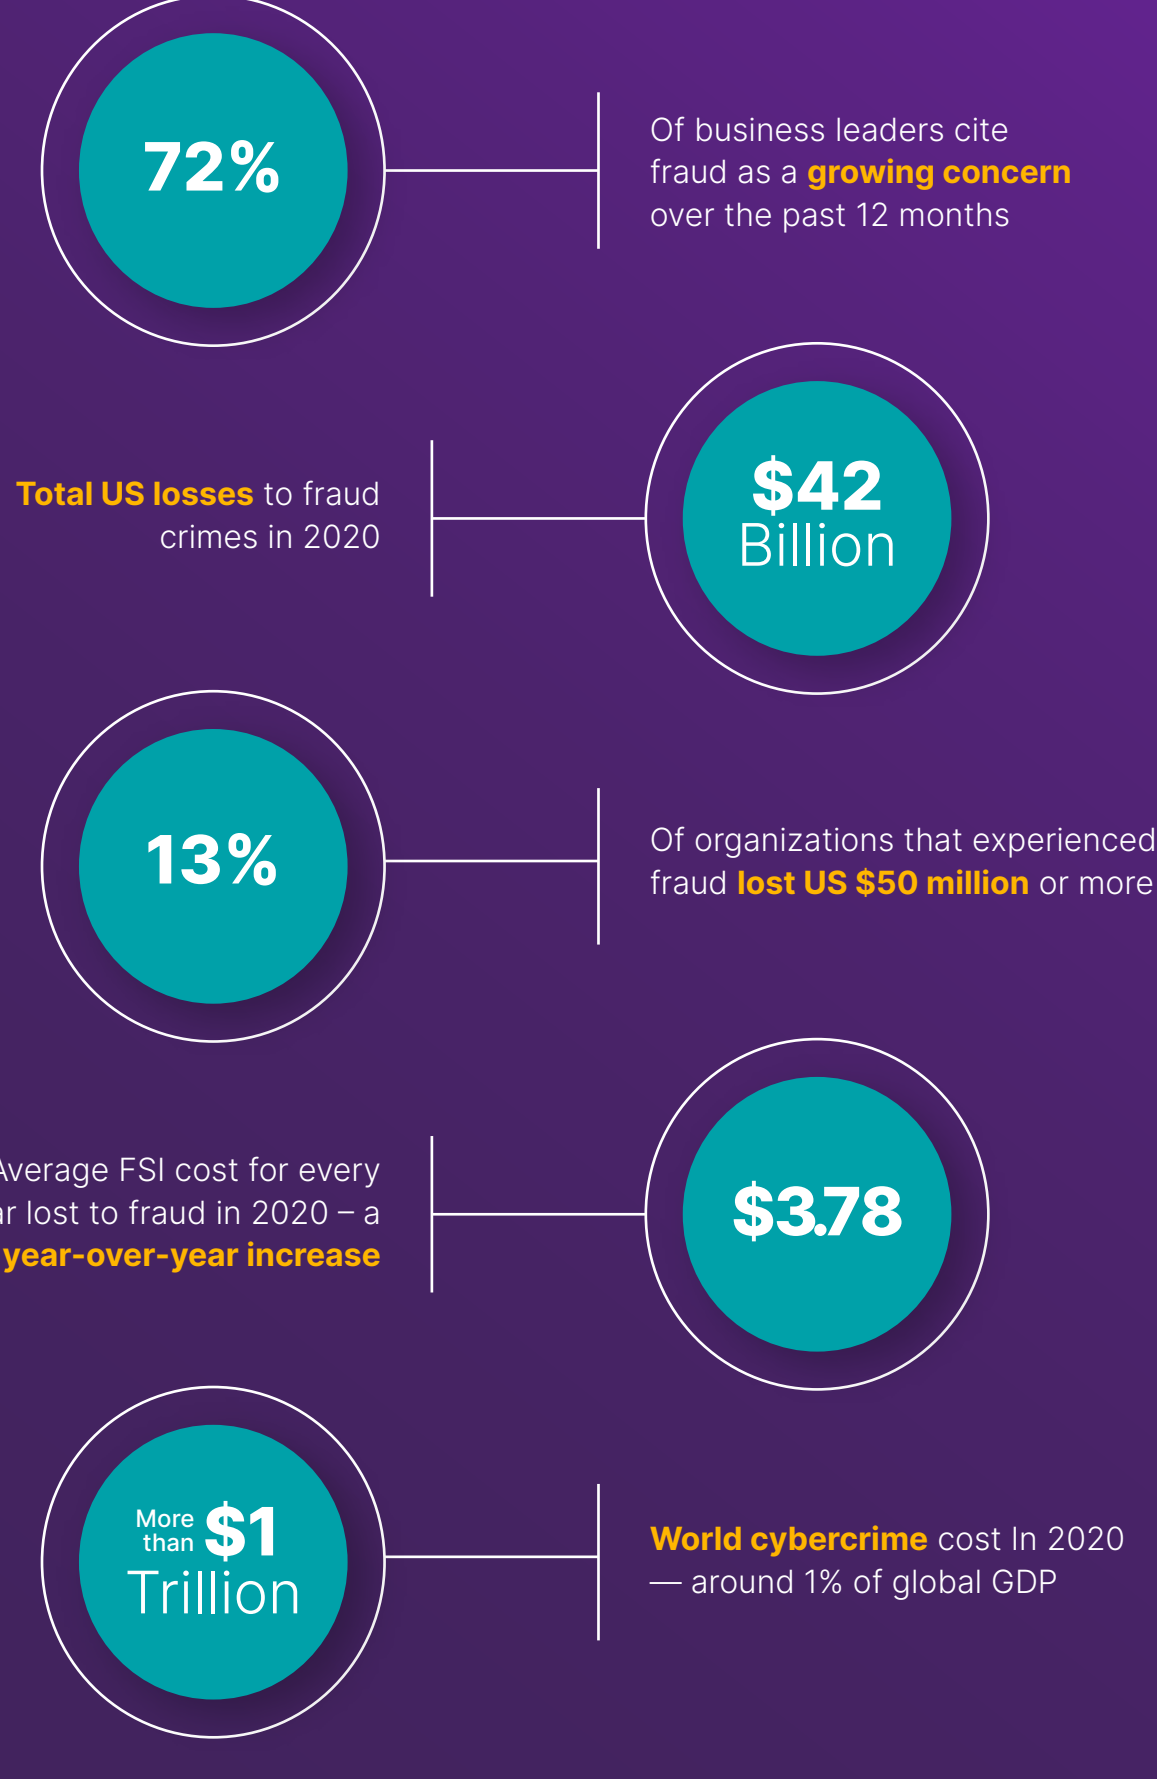 72%
Of business leaders cite
fraud as a growing concern
over the past 12 months
Total US losses to fraud
crimes in 2020
$42
Billion
13%
Of organizations that experienced
fraud lost US $50 million or more
Average FSI cost for every
lost to fraud in 2020 – a
year-over-year increase
$3.78
More
than $1
Trillion
World cybercrime cost In 2020
— around 1% of global GDP